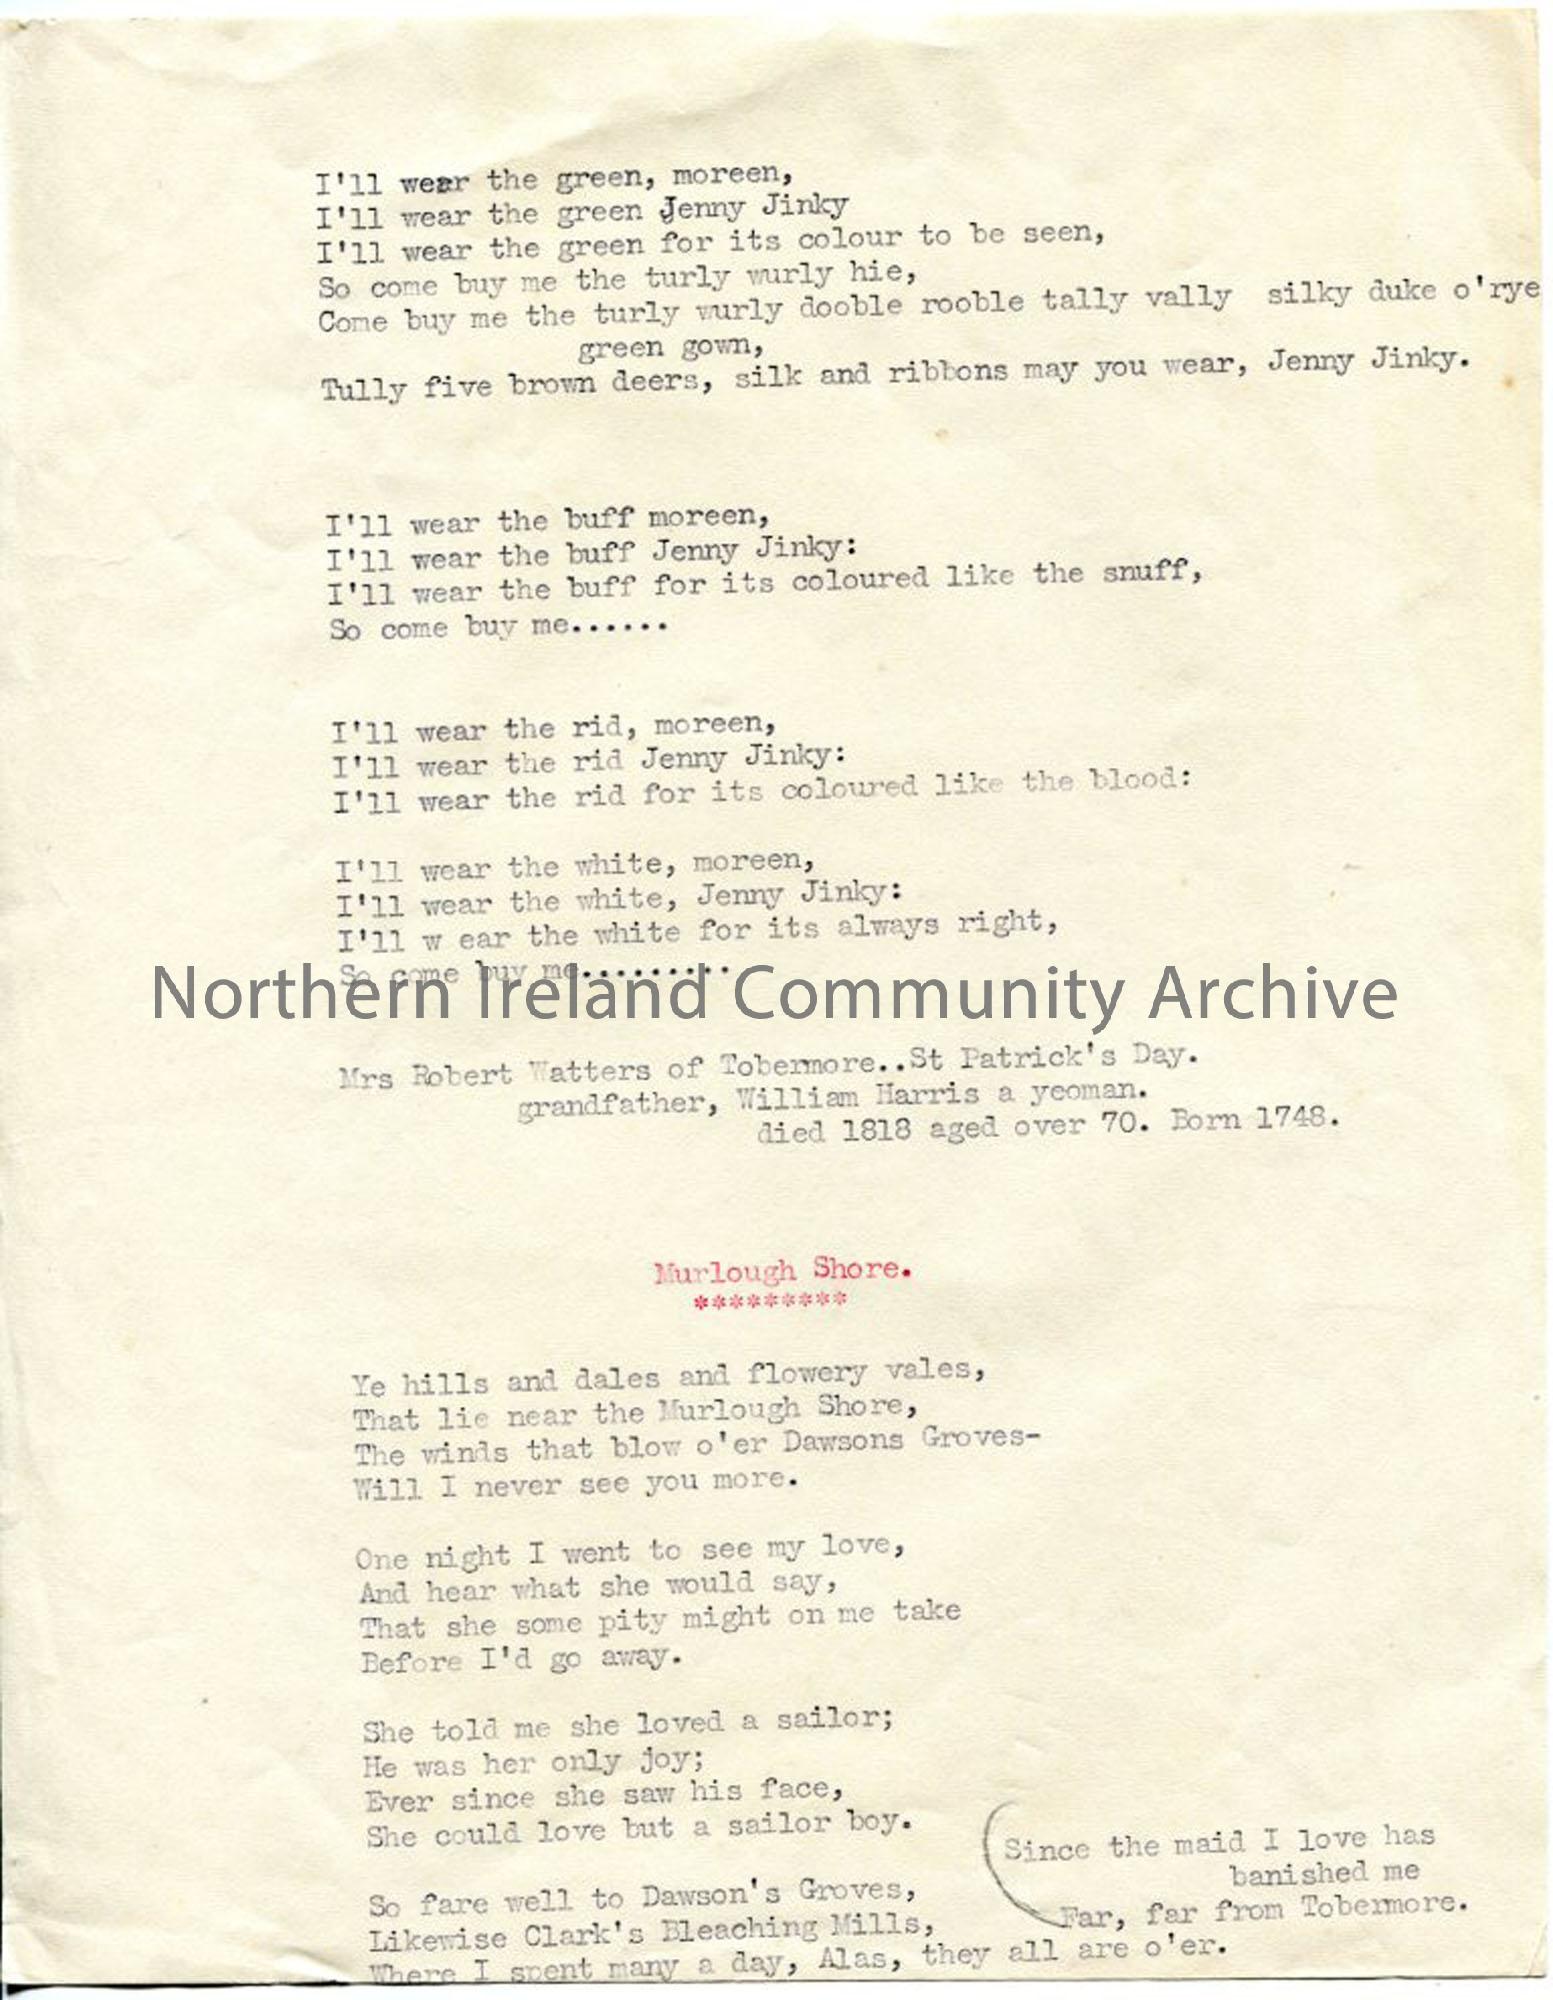 I'll wear the green, moreen,
I'll wear the green Jenny Jinky
I'll wear the green for its colour to be seen,
So come buy me the turly wurly hie,
Come buy me the turly wurly dooble rooble tally vally silky duke o'rye
green gown,
Tully five brown deers, silk and ribbons may you wear, Jenny Jinky.

I'll wear the buff moreen,
I'll wear the buff Jenny Jinky:
I'll wear the buff for its coloured like the snuff,
So come buy me......

I'll wear the rid, moreen,
I'll wear the rid Jenny Jinky:
I'll wear the rid for its coloured like the blood:

I'll wear the white, moreen,
I'll wear the white, Jenny Jinky:
I'll w ear the white for its always right,
So come buy me.........
Northern Ireland Community Archive
Mrs Robert Watters of Tobermore..St Patrick's Day.
grandfather, William Harris a yeoman.
died 1818 aged over 70. Born 1748.

Murlough Shore.
*********

Ye hills and dales and flowery vales,
That lie near the Murlough Shore,
The winds that blow o'er Dawsons Groves-
Will I never see you more.

One night I went to see my love,
And hear what she would say,
That she some pity might on me take
Before I'd go away.

She told me she loved a sailor;
He was her only joy;
Ever since she saw his face,
She could love but a sailor boy.

So fare well to Dawson's Groves,
Likewise Clark's Bleaching Mills,
Where I spent many a day, Alas, they all are o'er.
Since the maid I love has
banished me
Far, far from Tobermore.